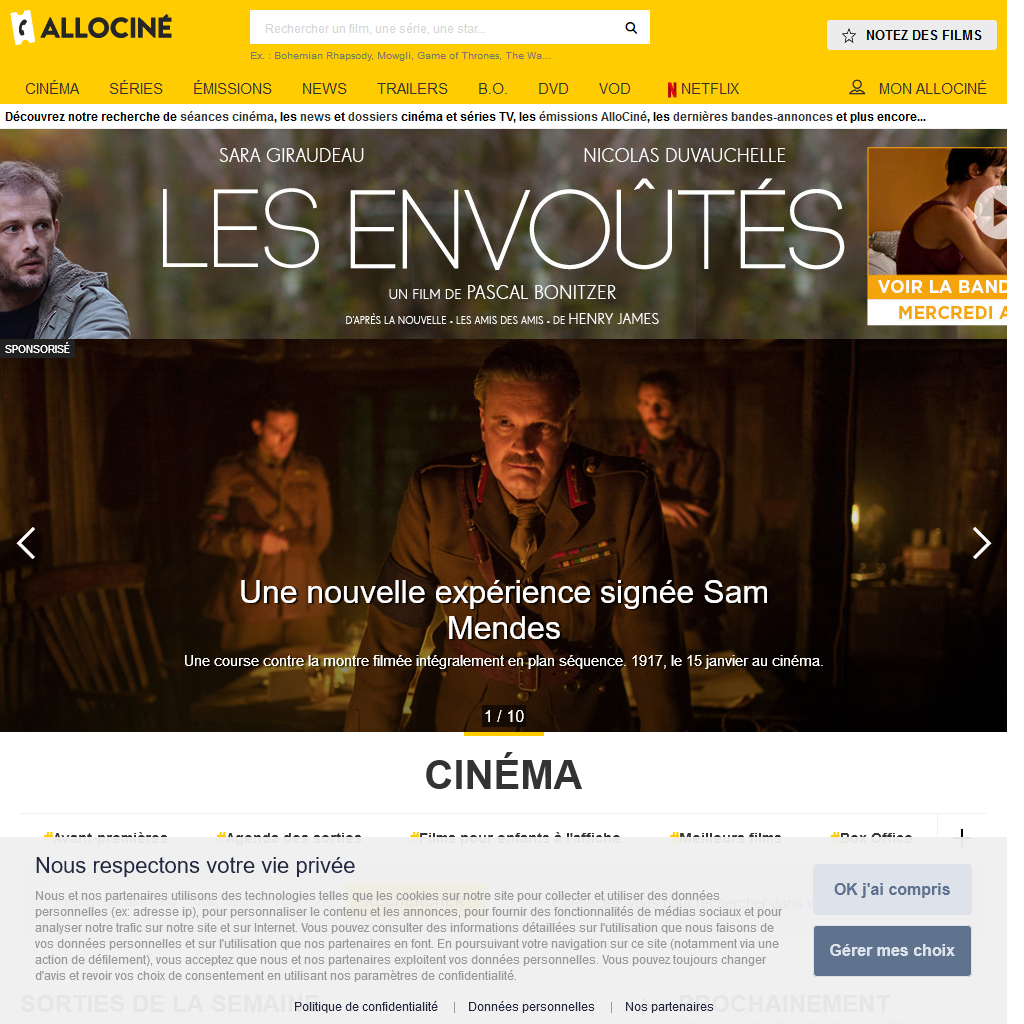 ALLOCINÉ
Rechercher un film, une série, une star...
Ex. : Bohemian Rhapsody, Mowgli, Game of Thrones, The Wa...
NOTEZ DES FILMS
CINÉMA SÉRIES ÉMISSIONS NEWS TRAILERS B.O. DVD VOD NETFLIX MON ALLOCINÉ
Découvrez notre recherche de séances cinéma, les news et dossiers cinéma et séries TV, les émissions AlloCiné, les dernières bandes-annonces et plus encore...
SARA GIRAUDEAU NICOLAS DUVAUCHELLE
LES ENVOÛTÉS
UN FILM DE PASCAL BONITZER
D'APRÈS LA NOUVELLE - LES AMIS DES AMIS - DE HENRY JAMES
VOIR LA BAND
MERCREDI A
SPONSORISÉ
Une nouvelle expérience signée Sam
Mendes
Une course contre la montre filmée intégralement en plan séquence. 1917, le 15 janvier au cinéma.
1 / 10
CINÉMA
#Avant-premières #Agenda des sorties #Films pour enfants à l'affiche #Meilleurs films #Box Office
Nous respectons votre vie privée
Nous et nos partenaires utilisons des technologies telles que les cookies sur notre site pour collecter et utiliser des données
personnelles (ex: adresse ip), pour personnaliser le contenu et les annonces, pour fournir des fonctionnalités de médias sociaux et pour
analyser notre trafic sur notre site et sur Internet. Vous pouvez consulter des informations détaillées sur l'utilisation que nous faisons de
vos données personnelles et sur l'utilisation que nos partenaires en font. En poursuivant votre navigation sur ce site (notamment via une
action de défilement), vous acceptez que nous et nos partenaires exploitent vos données personnelles. Vous pouvez toujours changer
d'avis et revoir vos choix de consentement en utilisant nos paramètres de confidentialité.
OK j'ai compris
Gérer mes choix
SORTIES DE LA SEMAINE PROCHAINEMENT
Politique de confidentialité | Données personnelles | Nos partenaires